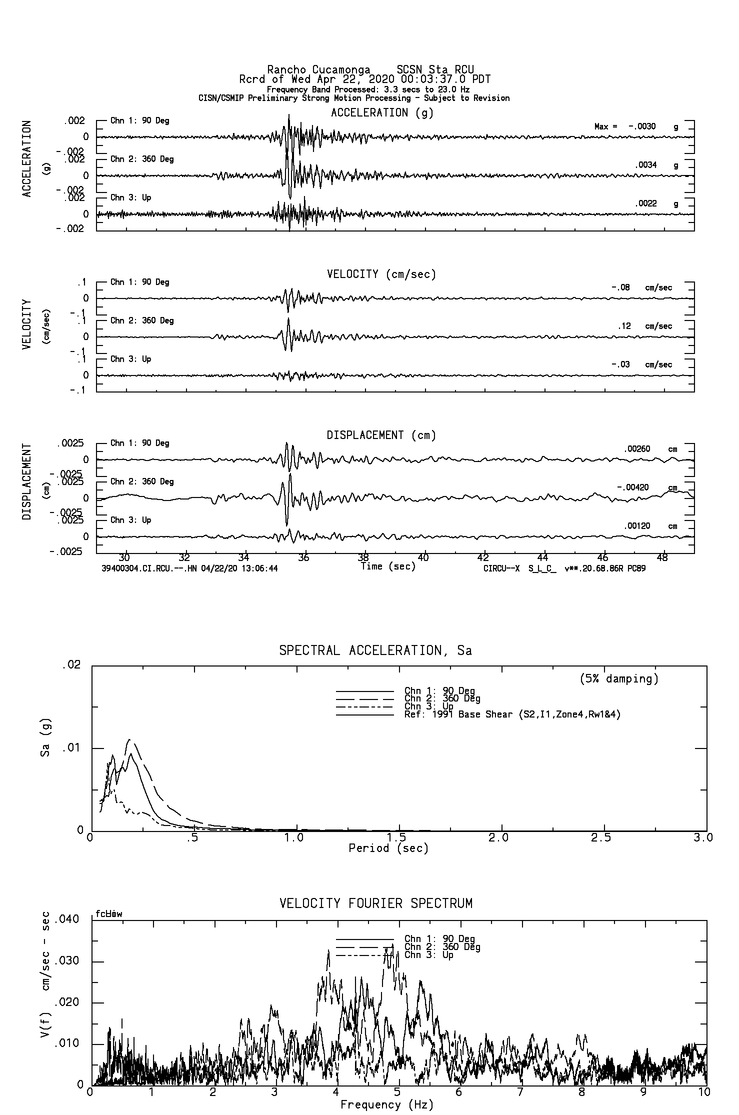 Rancho Cucamonga SCSN Sta RCU
Rcrd of Wed Apr 22, 2020 00:03:37.0 PDT
Frequency Band Processed: 3.3 secs to 23.0 Hz
CISN/CSMIP Preliminary Strong Motion Processing - Subject to Revision
ACCELERATION (g)
ACCELERATION
(g)
.002
0
-.002
Chn 1: 90 Deg
Max = -.0030 g
.002
0
-.002
Chn 2: 360 Deg
.0034 g
.002
0
-.002
Chn 3: Up
.0022 g
VELOCITY (cm/sec)
VELOCITY
(cm/sec)
.1
0
-.1
Chn 1: 90 Deg
-.08 cm/sec
.1
0
-.1
Chn 2: 360 Deg
.12 cm/sec
.1
0
-.1
Chn 3: Up
-.03 cm/sec
DISPLACEMENT (cm)
DISPLACEMENT
(cm)
.0025
0
-.0025
Chn 1: 90 Deg
.00260 cm
.0025
0
-.0025
Chn 2: 360 Deg
-.00420 cm
.0025
0
-.0025
Chn 3: Up
.00120 cm
30 32 34 36 38 40 42 44 46 48
39400304.CI.RCU.--.HN 04/22/20 13:06:44 Time (sec) CIRCU--X S_L_C_ v**.20.68.86R PC89
SPECTRAL ACCELERATION, Sa
.02
.01
0
Sa (g)
(5% damping)
Chn 1: 90 Deg
Chn 2: 360 Deg
Chn 3: Up
Ref: 1991 Base Shear (S2,I1,Zone4,Rw1&4)
0 .5 1.0 1.5 2.0 2.5 3.0
Period (sec)
VELOCITY FOURIER SPECTRUM
.040
.030
.020
.010
0
V(f) cm/sec - sec
Chn 1: 90 Deg
Chn 2: 360 Deg
Chn 3: Up
0 1 2 3 4 5 6 7 8 9 10
Frequency (Hz)